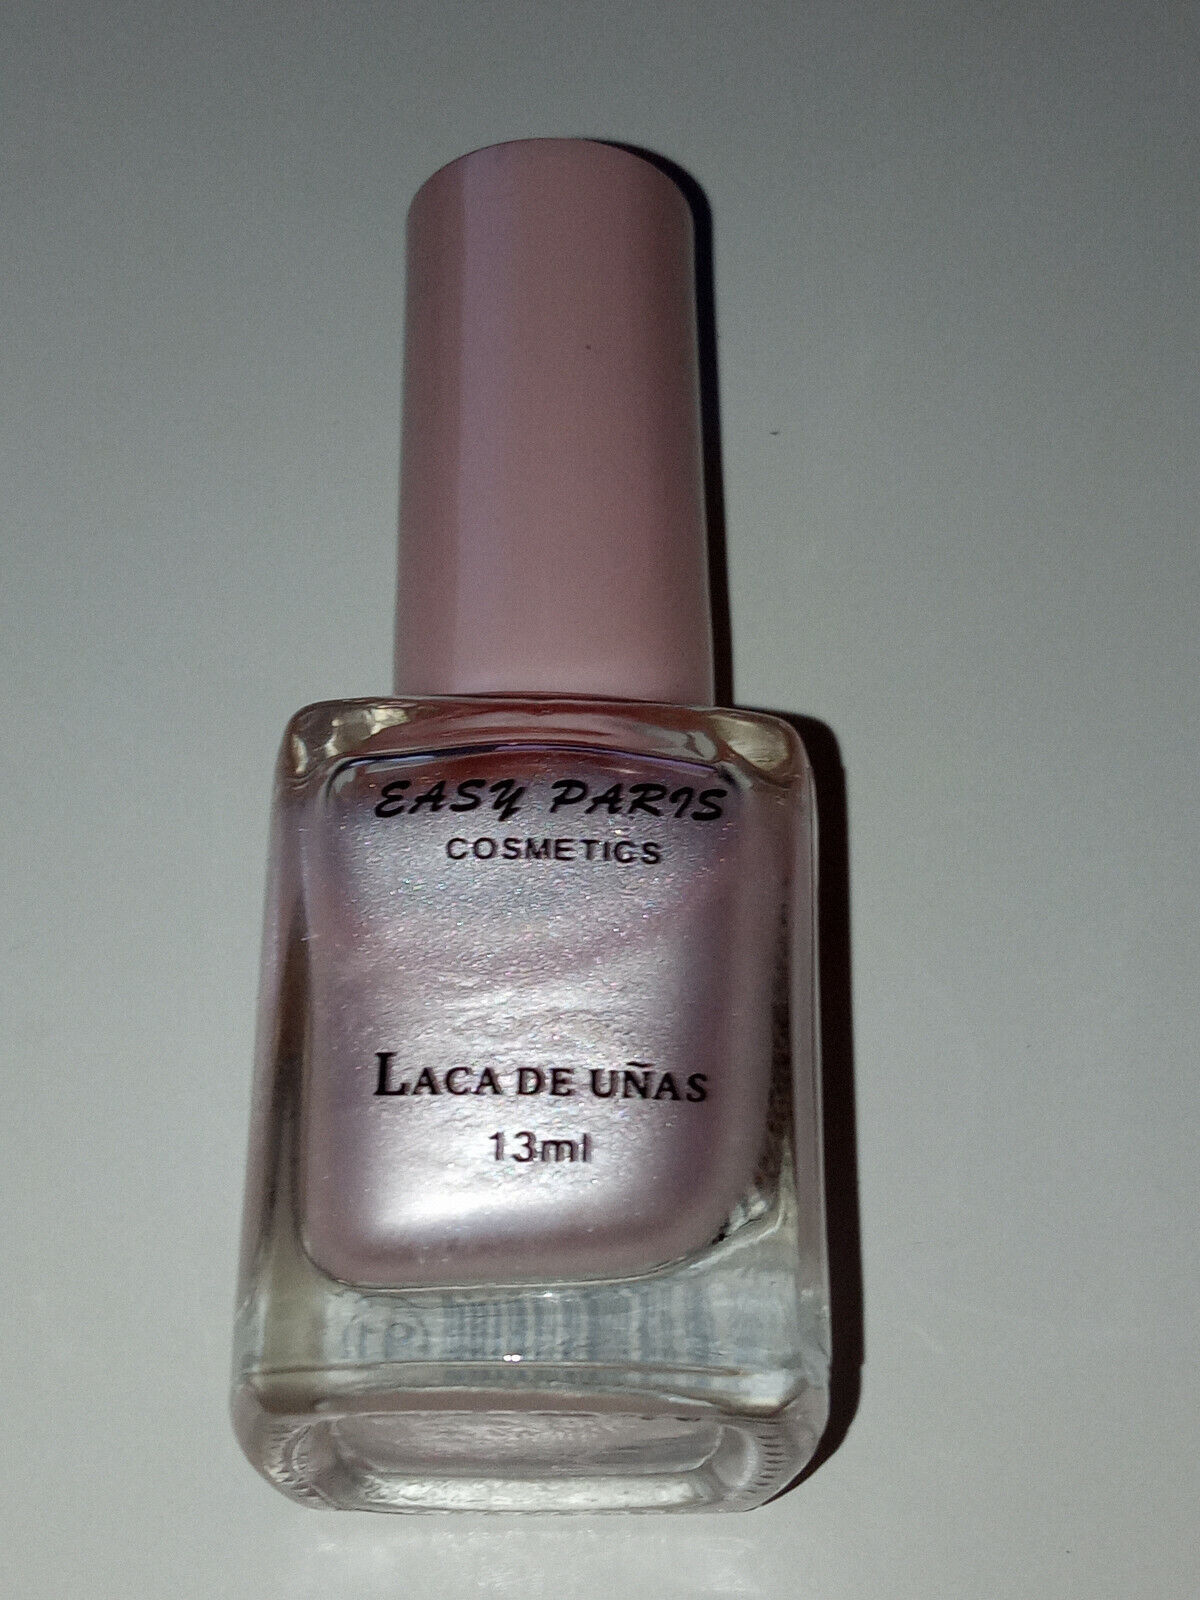 EASY PARIS
COSMETICS
LACA DE UÑAS
13ml